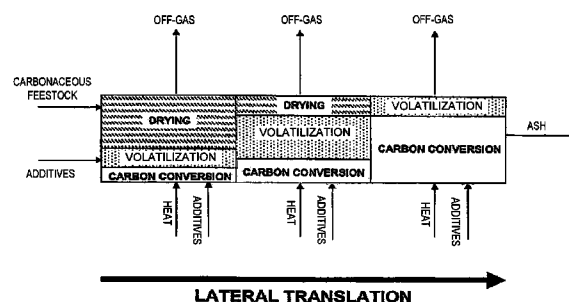 OFF-GAS OFF-GAS OFF-GAS
CARBONACEOUS
FEESTOCK
DRYING DRYING VOLATILIZATION
VOLATILIZATION
ASH
CARBON CONVERSION
ADDITIVES
VOLATILIZATION
CARBON CONVERSION CARBON CONVERSION
HEAT ADDITIVES HEAT ADDITIVES HEAT ADDITIVES
LATERAL TRANSLATION